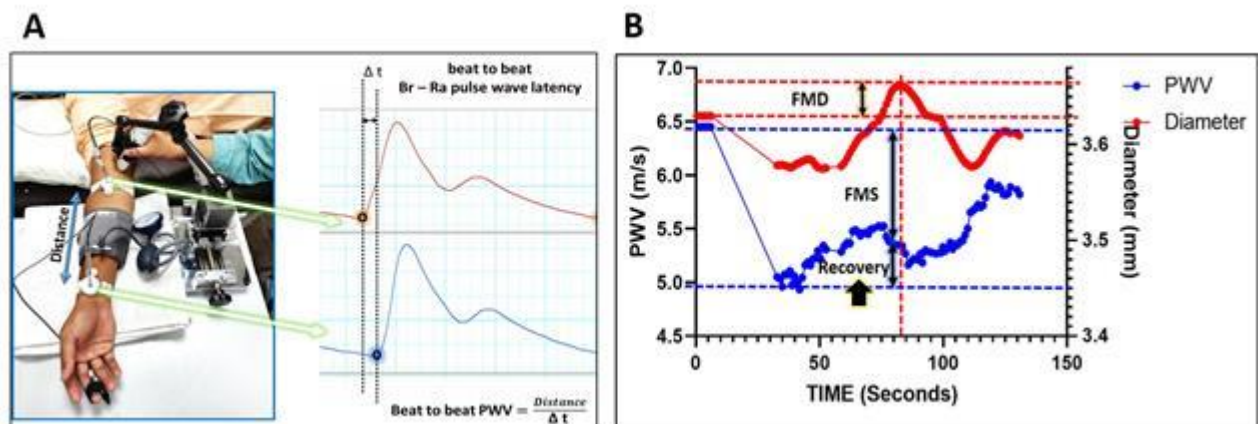 A
Δ t
beat to beat
Br – Ra pulse wave latency
Distance
Beat to beat PWV = Distance / Δ t
B
7.0
6.5
6.0
5.5
5.0
4.5
PWV (m/s)
FMD
FMS
Recovery
3.6
3.5
3.4
Diameter (mm)
0
50
100
150
TIME (Seconds)
PWV
Diameter